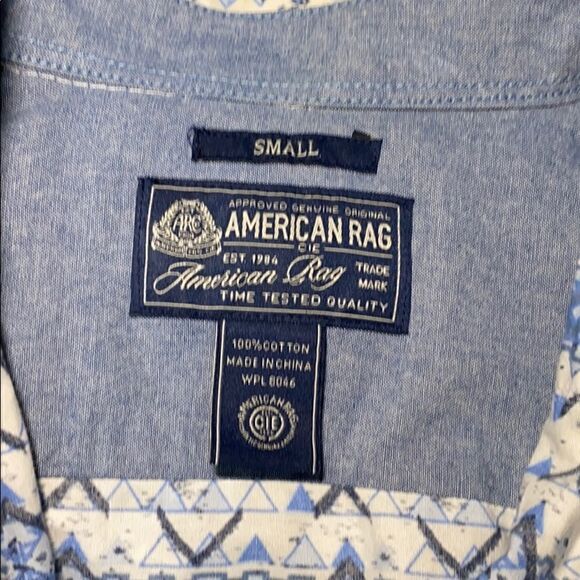 SMALL
APPROVED GENUINE ORIGINAL
ARC
AMERICAN RAG
CIE
EST 1984
TRADE
American Rag
MARK
TIME TESTED QUALITY
100% COTTON
MADE IN CHINA
WPL 8046
AMERICAN RAG
CIE